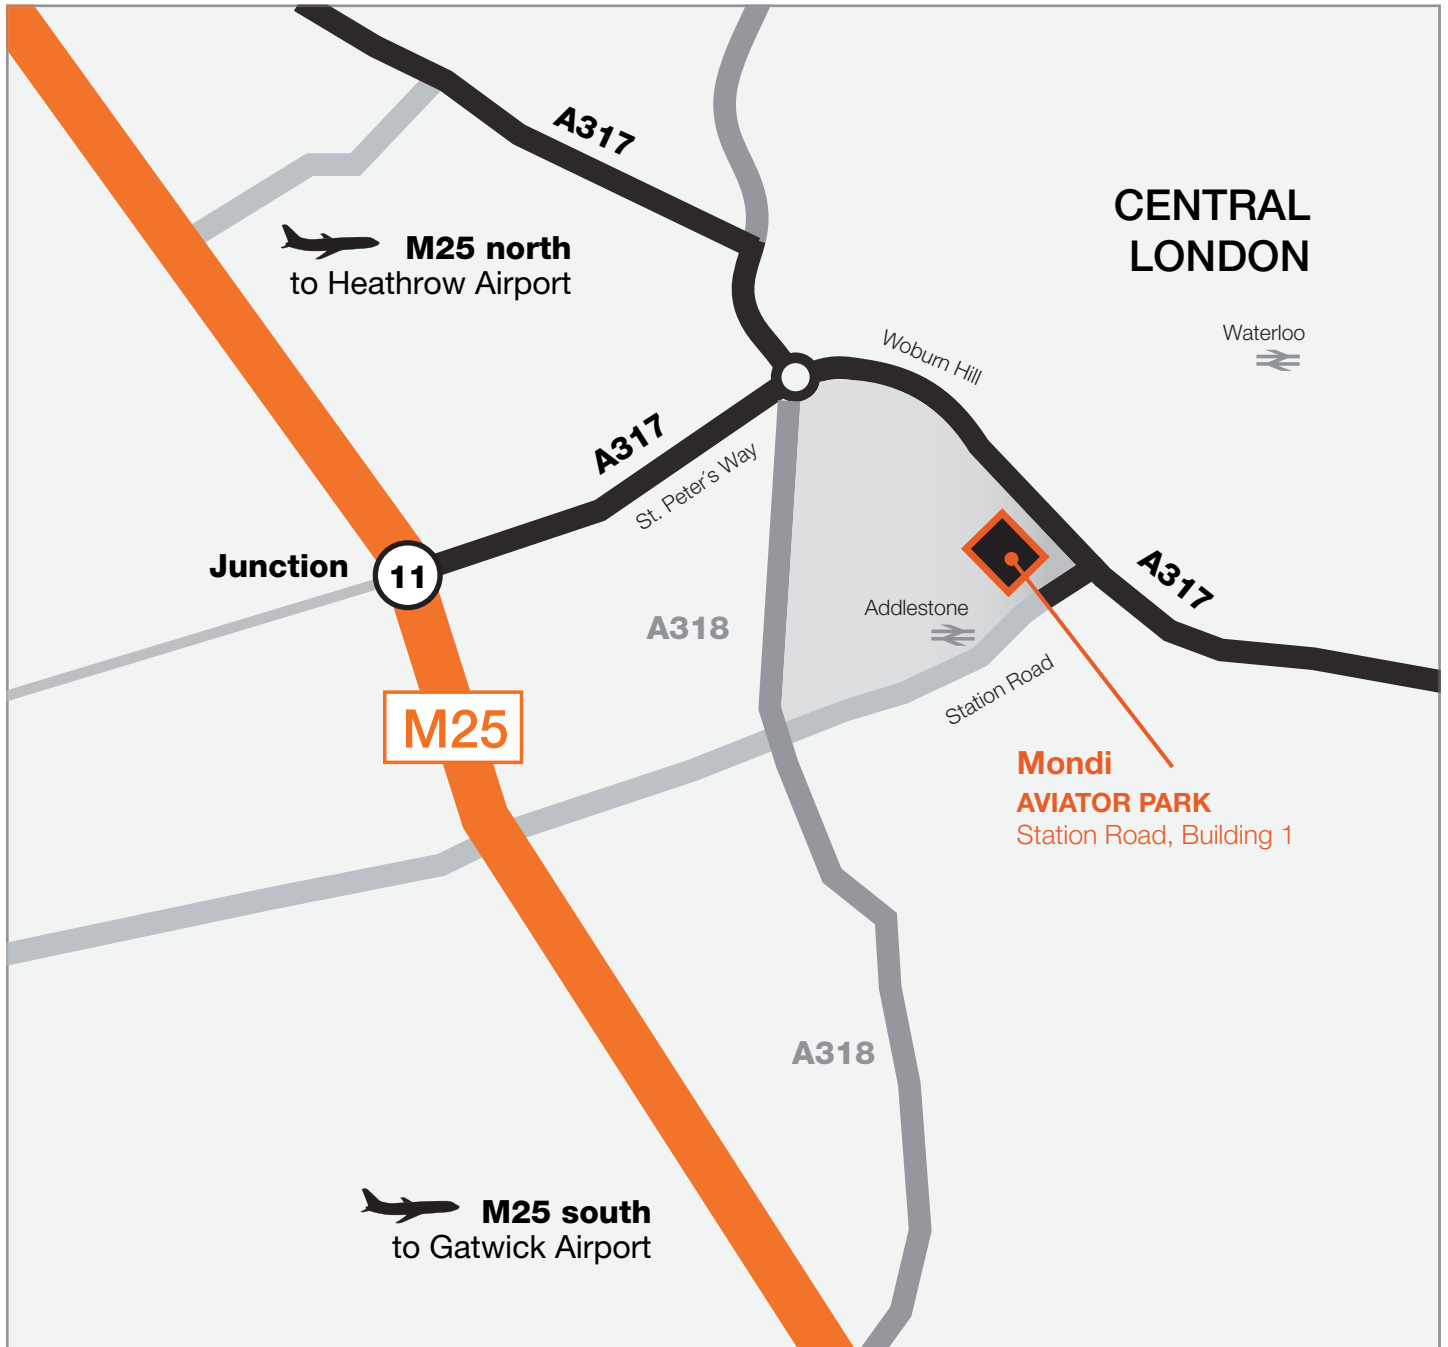 A317
CENTRAL
LONDON
M25 north
to Heathrow Airport
Waterloo
Woburn Hill
A317
St. Peter´s Way
Junction
11
A317
Addlestone
A318
Station Road
M25
Mondi
AVIATOR PARK
Station Road, Building 1
A318
M25 south
to Gatwick Airport